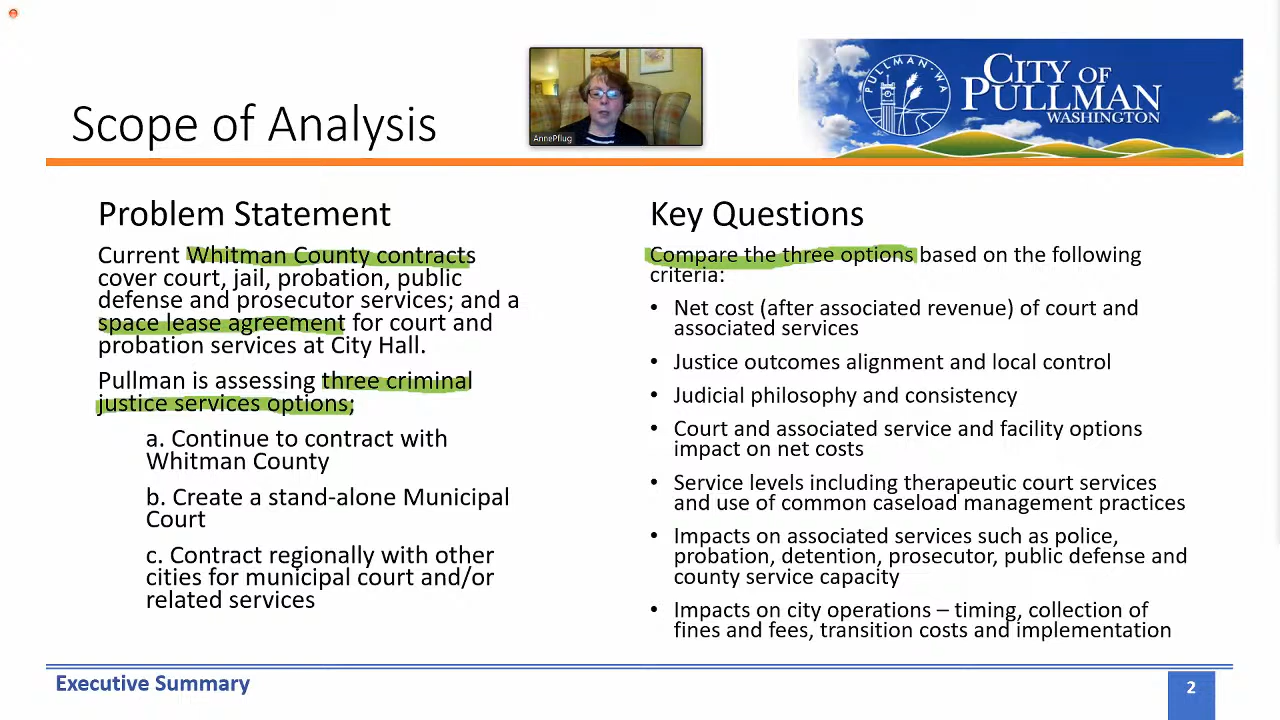 Scope of Analysis
AnnePflug
PULLMAN·WA
CITY OF
PULLMAN
WASHINGTON
Problem Statement
Current Whitman County contracts
cover court, jail, probation, public
defense and prosecutor services; and a
space lease agreement for court and
probation services at City Hall.
Pullman is assessing three criminal
justice services options;
a. Continue to contract with
Whitman County
b. Create a stand-alone Municipal
Court
c. Contract regionally with other
cities for municipal court and/or
related services
Key Questions
Compare the three options based on the following
criteria:
• Net cost (after associated revenue) of court and
associated services
• Justice outcomes alignment and local control
• Judicial philosophy and consistency
• Court and associated service and facility options
impact on net costs
• Service levels including therapeutic court services
and use of common caseload management practices
• Impacts on associated services such as police,
probation, detention, prosecutor, public defense and
county service capacity
• Impacts on city operations – timing, collection of
fines and fees, transition costs and implementation
Executive Summary
2